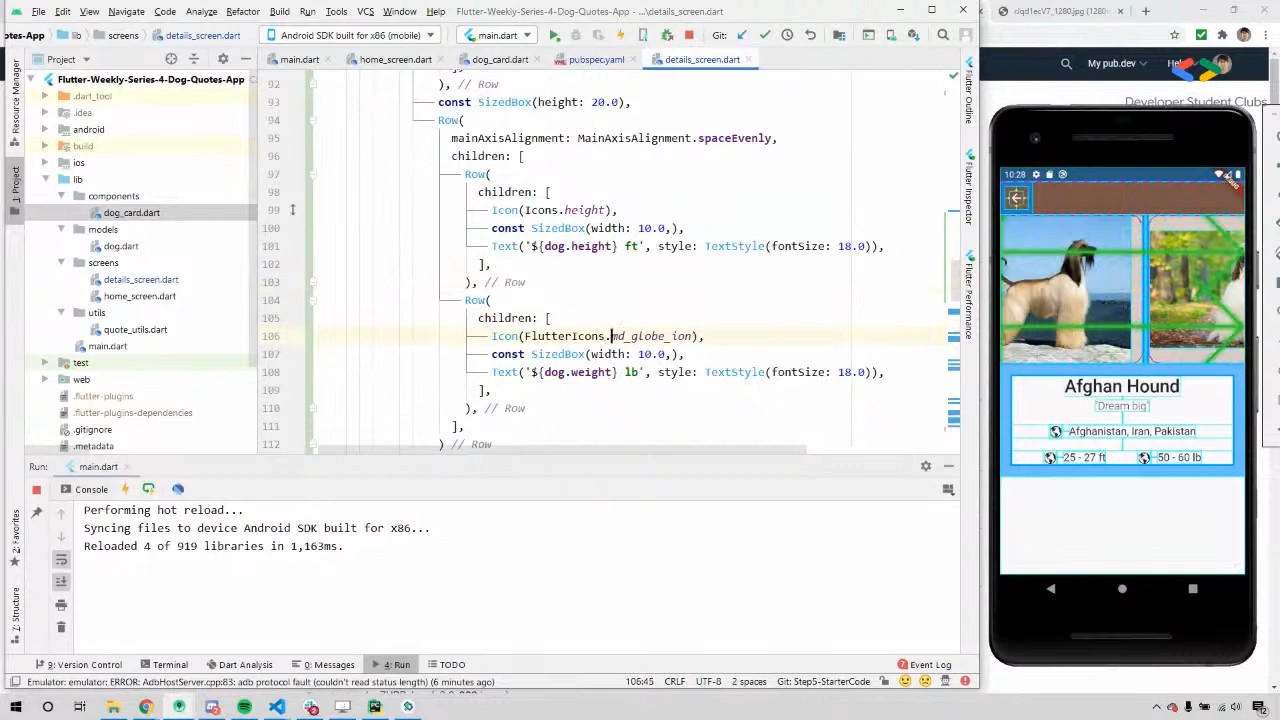 File Edit View Navigate Code Analyze Refactor Build Run Tools VCS Window Help Flutter-Weekly-Series-4-Dog-Quotes-App - ...\details_screen.dart
otes-App lib screens details_screen.dart Android SDK built for x86 (mobile) main.dart Git:
c/qd1ecV7_1280.jpg (1280×
My pub.dev Hel
Developer Student Clubs
Project
main.dart home_screen.dart dog_card.dart pubspec.yaml details_screen.dart
Flutter-Weekly-Series-4-Dog-Quotes-App
.dart_tool
.idea
android
build
ios
lib
components
dog_card.dart
models
dog.dart
screens
details_screen.dart
home_screen.dart
utils
quote_utils.dart
main.dart
test
web
.flutter-plugins
.flutter-plugins-dependencies
.gitignore
.metadata
Resource Manager
1: Project
2: Favorites
7: Structure
92 ), // Row
93 const SizedBox(height: 20.0),
94 Row(
95 mainAxisAlignment: MainAxisAlignment.spaceEvenly,
96 children: [
97 Row(
98 children: [
99 Icon(Icons.height),
100 const SizedBox(width: 10.0,),
101 Text('${dog.height} ft', style: TextStyle(fontSize: 18.0)),
102 ],
103 ), // Row
104 Row(
105 children: [
106 Icon(FlutterIcons.md_globe_ion),
107 const SizedBox(width: 10.0,),
108 Text('${dog.weight} lb', style: TextStyle(fontSize: 18.0)),
109 ],
110 ), // Row
111 ],
112 ) // Row
Flutter Outline
Flutter Inspector
Flutter Performance
10:28
DEBUG
Afghan Hound
"Dream big"
Afghanistan, Iran, Pakistan
25 - 27 ft 50 - 60 lb
Run: main.dart
Console
Performing hot reload...
Syncing files to device Android SDK built for x86...
Reloaded 4 of 919 libraries in 1,163ms.
9: Version Control Terminal Dart Analysis 0: Messages 4: Run TODO 7 Event Log
Emulator: emulator: ERROR: AdbHostServer.cpp:83: adb protocol fault (couldn't read status length) (6 minutes ago) 106:45 CRLF UTF-8 2 spaces Git: Step5-StarterCode